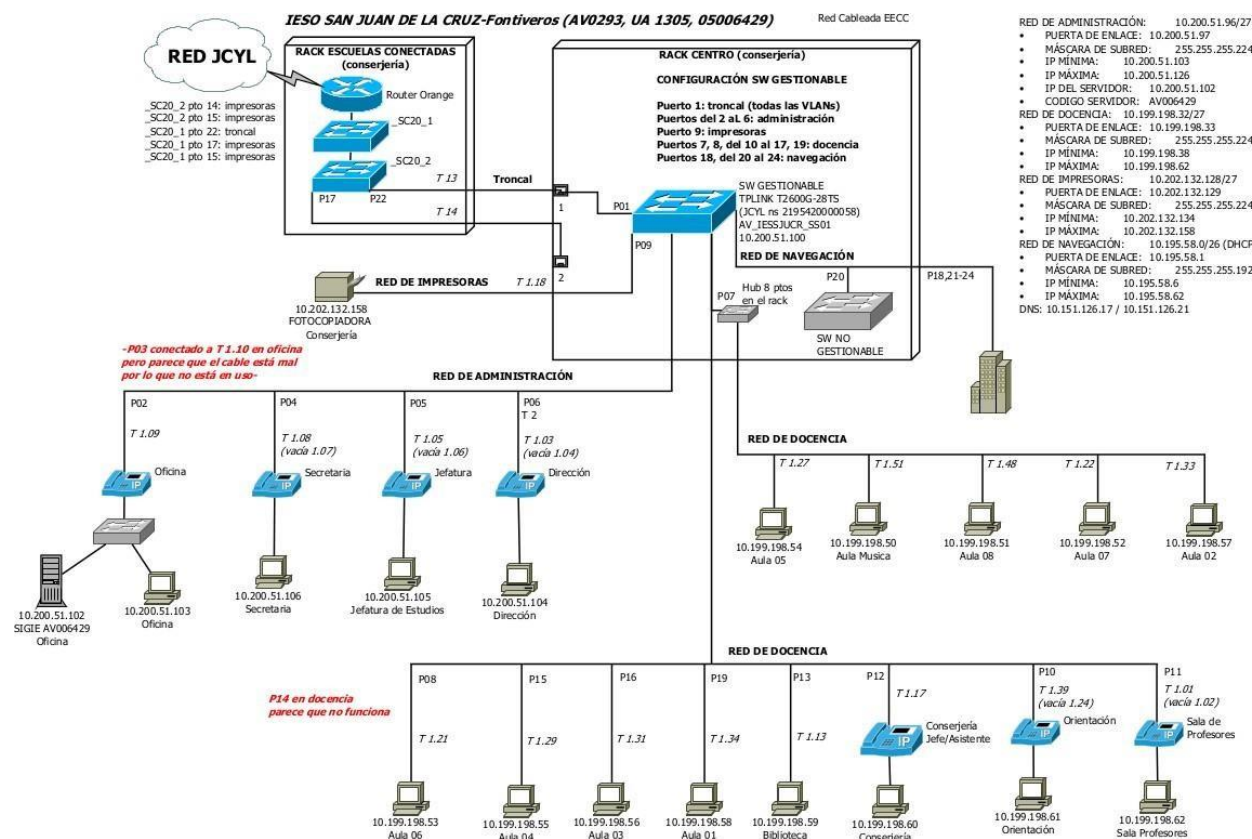 IESO SAN JUAN DE LA CRUZ-Fontiveros (AV0293, UA 1305, 05006429)
Red Cableada EECC
RED JCYL
_SC20_2 pto 14: impresoras
_SC20_2 pto 15: impresoras
_SC20_1 pto 22: troncal
_SC20_1 pto 17: impresoras
_SC20_1 pto 15: impresoras
RACK ESCUELAS CONECTADAS
(conserjería)
Router Orange
_SC20_1
_SC20_2
P17
P22
T 13
T 14
Troncal
1
2
RACK CENTRO (conserjería)
CONFIGURACIÓN SW GESTIONABLE
Puerto 1: troncal (todas las VLANs)
Puertos del 2 aL 6: administración
Puerto 9: impresoras
Puertos 7, 8, del 10 al 17, 19: docencia
Puertos 18, del 20 al 24: navegación
P01
P09
SW GESTIONABLE
TPLINK T2600G-28TS
(JCYL ns 2195420000058)
AV_IESSJUCR_SS01
10.200.51.100
RED DE NAVEGACIÓN
P07
Hub 8 ptos
en el rack
P20
P18,21-24
SW NO
GESTIONABLE
RED DE ADMINISTRACIÓN: 10.200.51.96/27
• PUERTA DE ENLACE: 10.200.51.97
• MÁSCARA DE SUBRED: 255.255.255.224
• IP MÍNIMA: 10.200.51.103
• IP MÁXIMA: 10.200.51.126
• IP DEL SERVIDOR: 10.200.51.102
• CODIGO SERVIDOR: AV006429
RED DE DOCENCIA: 10.199.198.32/27
• PUERTA DE ENLACE: 10.199.198.33
• MÁSCARA DE SUBRED: 255.255.255.224
• IP MÍNIMA: 10.199.198.38
• IP MÁXIMA: 10.199.198.62
RED DE IMPRESORAS: 10.202.132.128/27
• PUERTA DE ENLACE: 10.202.132.129
• MÁSCARA DE SUBRED: 255.255.255.224
• IP MÍNIMA: 10.202.132.134
• IP MÁXIMA: 10.202.132.158
RED DE NAVEGACIÓN: 10.195.58.0/26 (DHCP
• PUERTA DE ENLACE: 10.195.58.1
• MÁSCARA DE SUBRED: 255.255.255.192
• IP MÍNIMA: 10.195.58.6
• IP MÁXIMA: 10.195.58.62
DNS: 10.151.126.17 / 10.151.126.21
RED DE IMPRESORAS
T 1.18
10.202.132.158
FOTOCOPIADORA
Conserjería
-P03 conectado a T 1.10 en oficina
pero parece que el cable está mal
por lo que no está en uso-
RED DE ADMINISTRACIÓN
P02
T 1.09
IP
Oficina
P04
T 1.08
(vacía 1.07)
IP
Secretaria
P05
T 1.05
(vacía 1.06)
IP
Jefatura
P06
T 2
T 1.03
(vacía 1.04)
IP
Dirección
10.200.51.102
SIGIE AV006429
Oficina
10.200.51.103
Oficina
10.200.51.106
Secretaria
10.200.51.105
Jefatura de Estudios
10.200.51.104
Dirección
RED DE DOCENCIA
T 1.27
T 1.51
T 1.48
T 1.22
T 1.33
10.199.198.54
Aula 05
10.199.198.50
Aula Musica
10.199.198.51
Aula 08
10.199.198.52
Aula 07
10.199.198.57
Aula 02
RED DE DOCENCIA
P14 en docencia
parece que no funciona
P08
T 1.21
P15
T 1.29
P16
T 1.31
P19
T 1.34
P13
T 1.13
P12
T 1.17
IP
Conserjería
Jefe/Asistente
P10
T 1.39
(vacía 1.24)
IP
Orientación
P11
T 1.01
(vacía 1.02)
IP
Sala de
Profesores
10.199.198.53
Aula 06
10.199.198.55
Aula 04
10.199.198.56
Aula 03
10.199.198.58
Aula 01
10.199.198.59
Biblioteca
10.199.198.60
Conserjería
10.199.198.61
Orientación
10.199.198.62
Sala Profesores